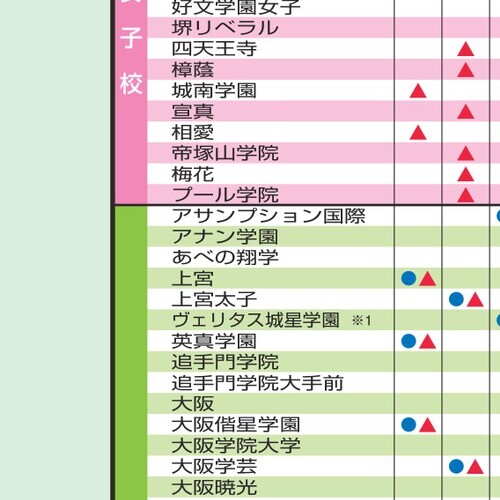 女子校
好文学園女子
堺リベラル
四天王寺 ▲
樟蔭 ▲
城南学園 ▲
宣真 ▲
相愛 ▲
帝塚山学院 ▲
梅花 ▲
プール学院 ▲
アサンプション国際
アナン学園
あべの翔学
上宮 ●▲
上宮太子 ●▲
ヴェリタス城星学園 ※1
英真学園 ●▲
追手門学院
追手門学院大手前
大阪
大阪偕星学園 ●▲
大阪学院大学
大阪学芸 ●▲
大阪暁光